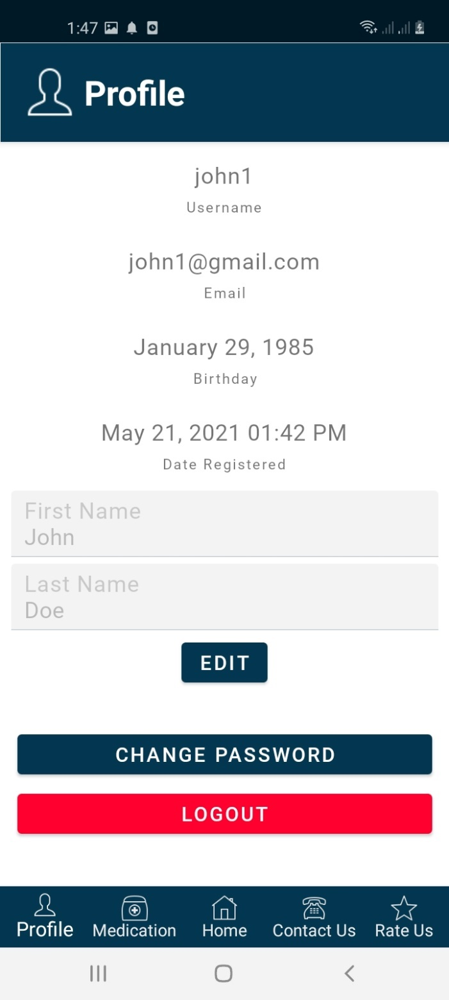 1:47
Profile
john1
Username
john1@gmail.com
Email
January 29, 1985
Birthday
May 21, 2021 01:42 PM
Date Registered
First Name
John
Last Name
Doe
EDIT
CHANGE PASSWORD
LOGOUT
Profile Medication Home Contact Us Rate Us